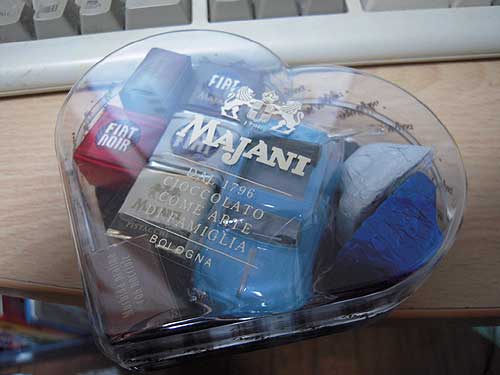 FIAT
FIAT
NOIR
MAJANI
DAL 1796
CIOCCOLATO
COME ARTE
DI FAMIGLIA
BOLOGNA